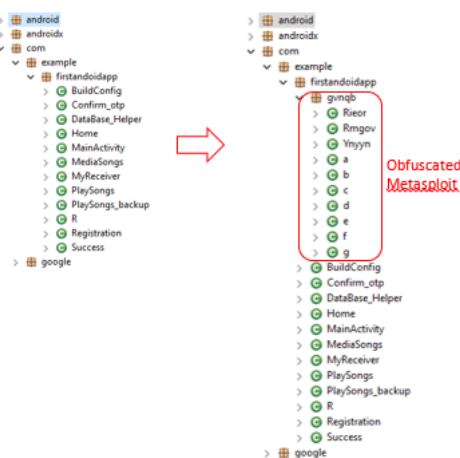 android
androidx
com
example
firstandoidapp
BuildConfig
Confirm_otp
DataBase_Helper
Home
MainActivity
MediaSongs
MyReceiver
PlaySongs
PlaySongs_backup
R
Registration
Success
google
android
androidx
com
example
firstandoidapp
gvnqb
Rieor
Rmgov
Ynyyn
a
b
c
d
e
f
g
BuildConfig
Confirm_otp
DataBase_Helper
Home
MainActivity
MediaSongs
MyReceiver
PlaySongs
PlaySongs_backup
R
Registration
Success
google
Obfuscated
Metasploit